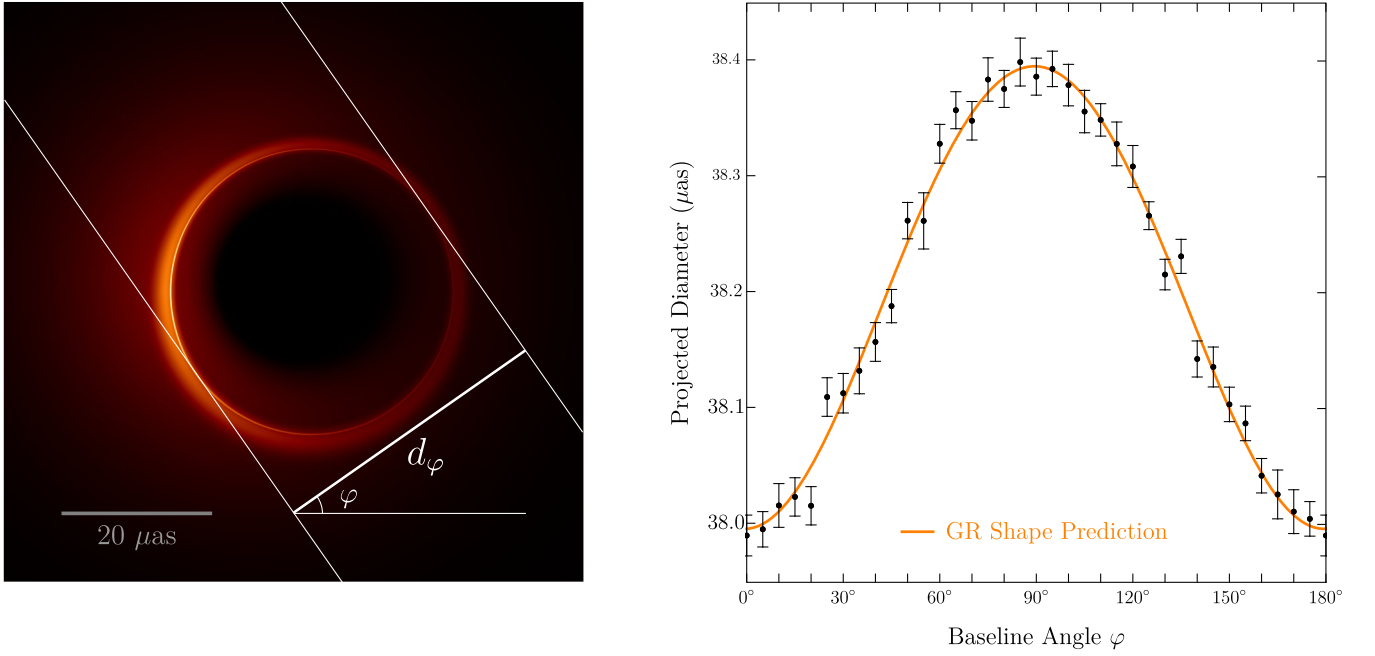 d_φ
φ
20 μas
Projected Diameter (μas)
38.4
38.3
38.2
38.1
38.0
GR Shape Prediction
0° 30° 60° 90° 120° 150° 180°
Baseline Angle φ